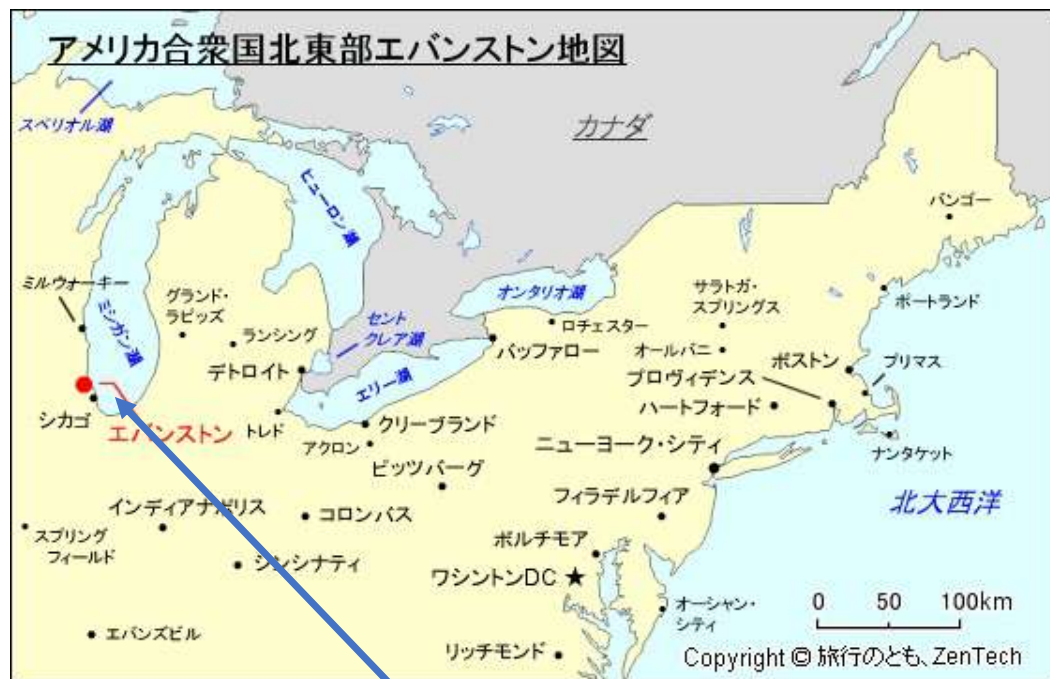 アメリカ合衆国北東部エバンストン地図
スペリオル湖
カナダ
ヒューロン湖
バンゴー
ミルウォーキー
グランド・
ラピッズ
ミシガン湖
ランシング
セント
クレア湖
オンタリオ湖
ロチェスター
サラトガ・
スプリングス
ポートランド
デトロイト
エリー湖
バッファロー
オールバニ
ボストン
プリマス
プロヴィデンス
シカゴ
エバンストン
トレド
クリーブランド
ハートフォード
アクロン
ピッツバーグ
ニューヨーク・シティ
ナンタケット
インディアナポリス
コロンバス
フィラデルフィア
北大西洋
スプリング
フィールド
シンシナティ
ボルチモア
ワシントンDC
オーシャン・
シティ
0 50 100km
エバンズビル
リッチモンド
Copyright © 旅行のとも、ZenTech